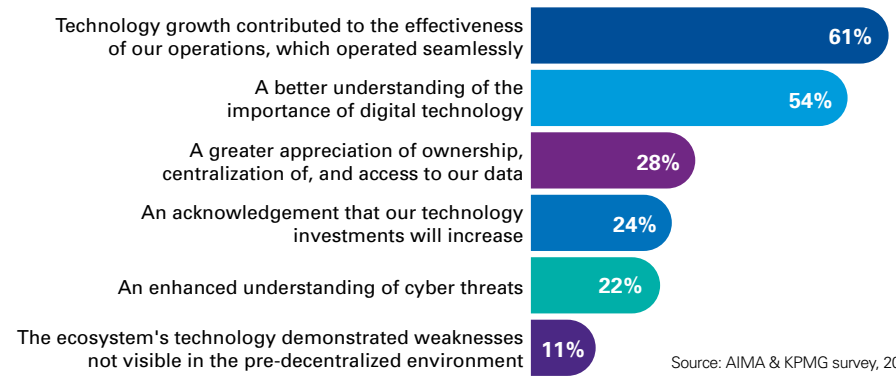 Technology growth contributed to the effectiveness
of our operations, which operated seamlessly
61%
A better understanding of the
importance of digital technology
54%
A greater appreciation of ownership,
centralization of, and access to our data
28%
An acknowledgement that our technology
investments will increase
24%
An enhanced understanding of cyber threats
22%
The ecosystem's technology demonstrated weaknesses
not visible in the pre-decentralized environment
11%
Source: AIMA & KPMG survey, 20